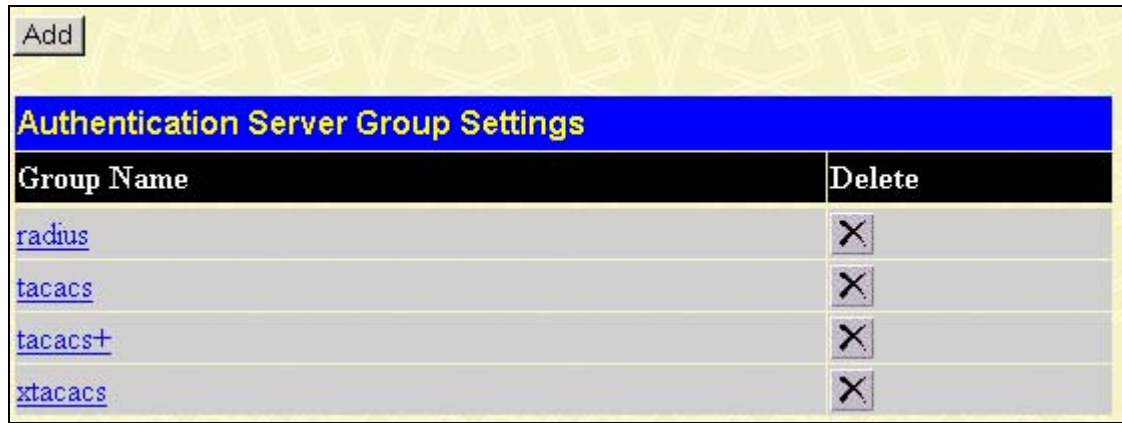 Add
Authentication Server Group Settings
Group Name Delete
radius
tacacs
tacacs+
xtacacs